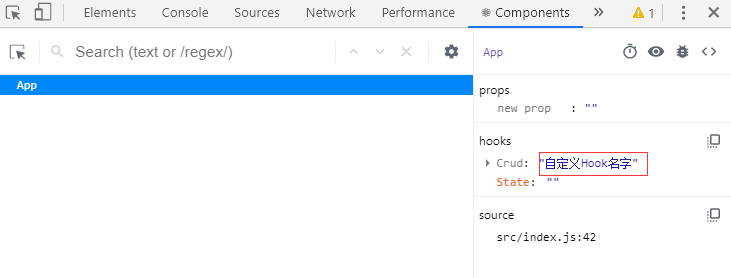 Elements Console Sources Network Performance Components » 1
Search (text or /regex/)
App
App
props
new prop : ""
hooks
Crud: "自定义Hook名字"
State: ""
source
src/index.js:42